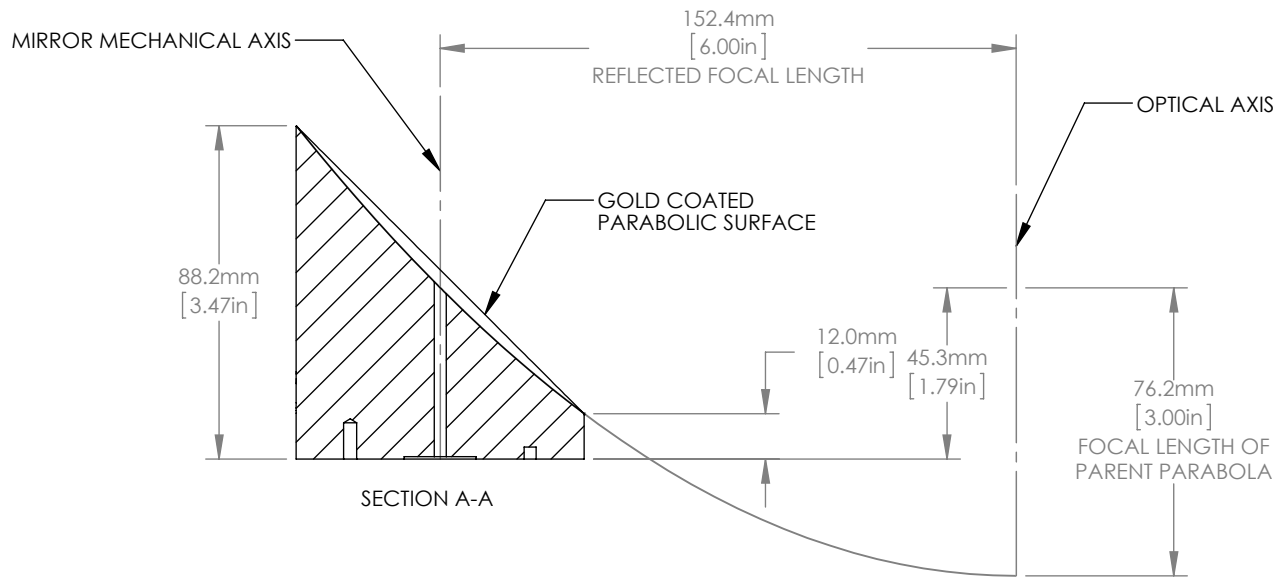 152.4mm
[6.00in]
REFLECTED FOCAL LENGTH
MIRROR MECHANICAL AXIS
OPTICAL AXIS
GOLD COATED
PARABOLIC SURFACE
88.2mm
[3.47in]
12.0mm
[0.47in]
45.3mm
[1.79in]
76.2mm
[3.00in]
FOCAL LENGTH OF
PARENT PARABOLA
SECTION A-A